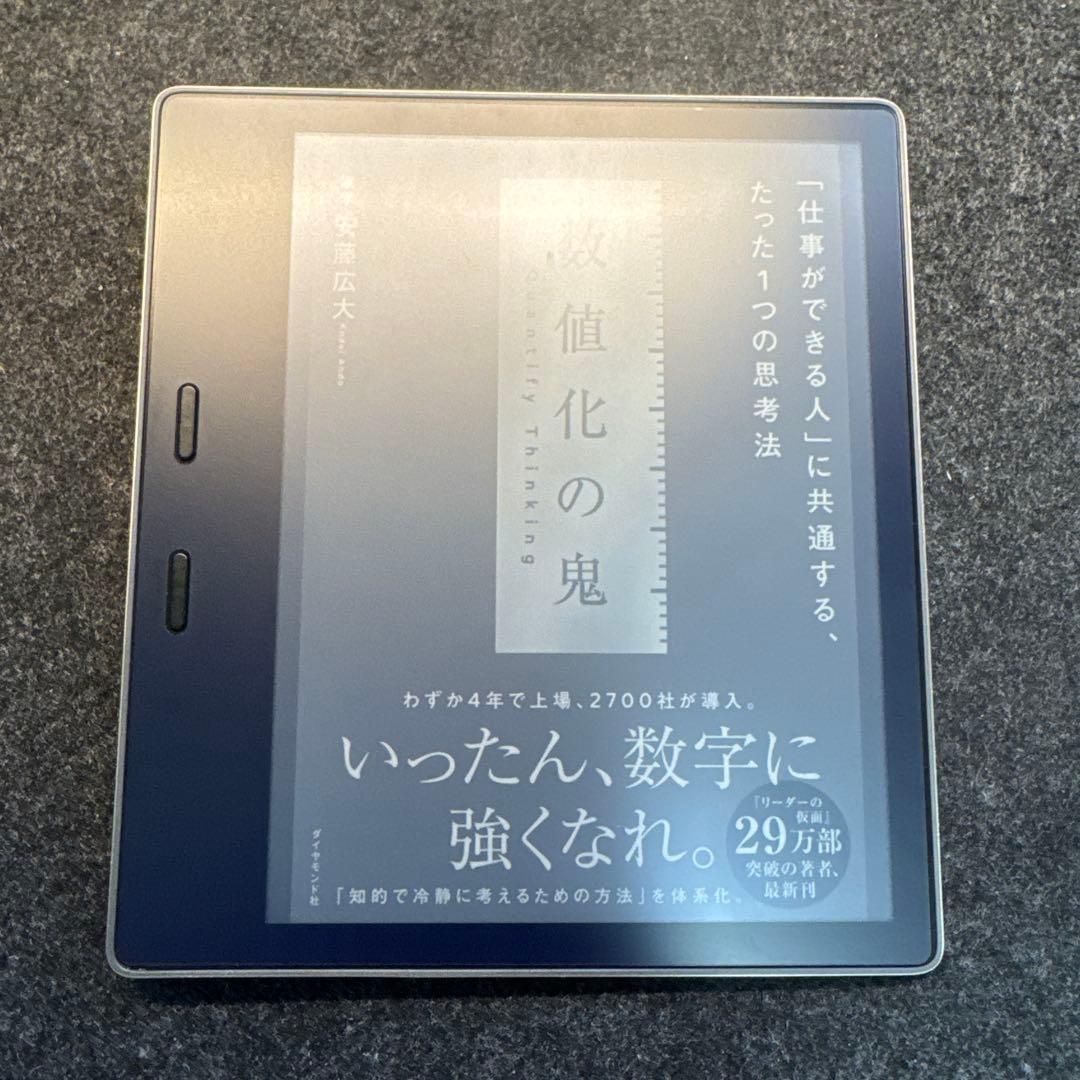 「仕事ができる人」に共通する、
たった1つの思考法
数値化の鬼
Quantify Thinking
安藤広大
わずか4年で上場、2700社が導入。
いったん、数字に
強くなれ。
『リーダーの
仮面』
29万部
突破の著者、
最新刊
「知的で冷静に考えるための方法」を体系化。
ダイヤモンド社